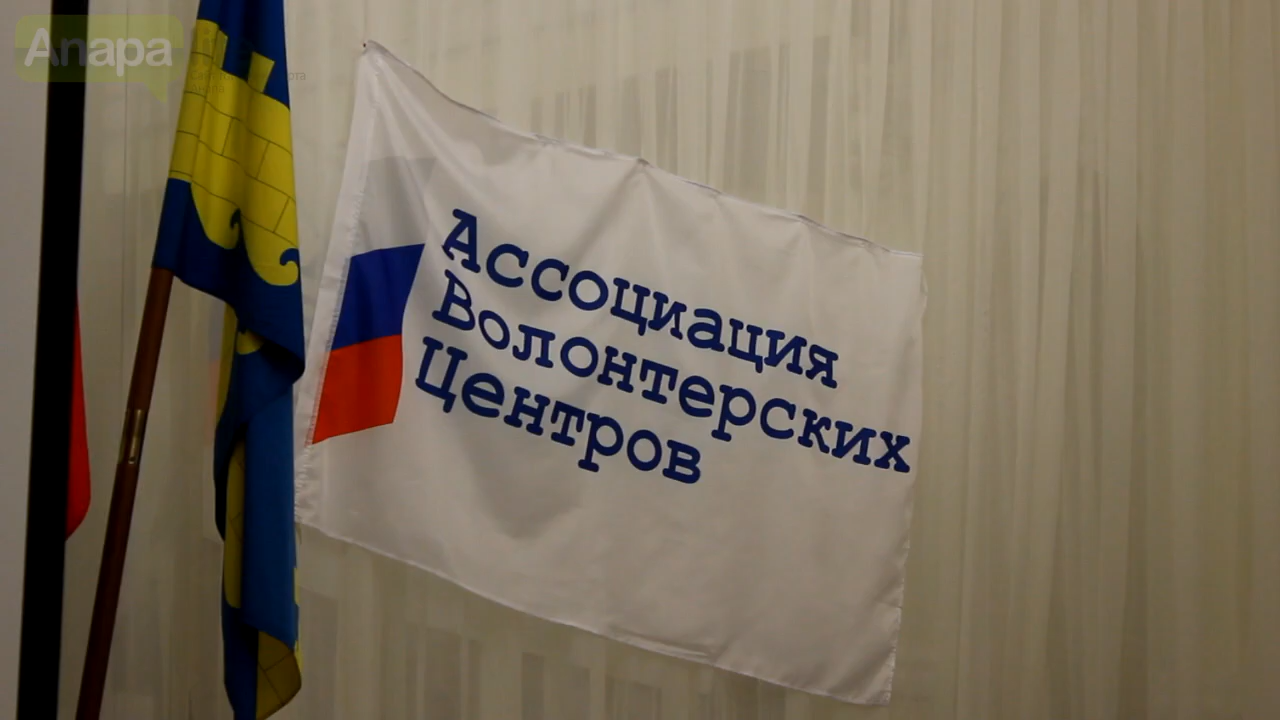 Anapa
Ассоциация
Волонтерских
Центров